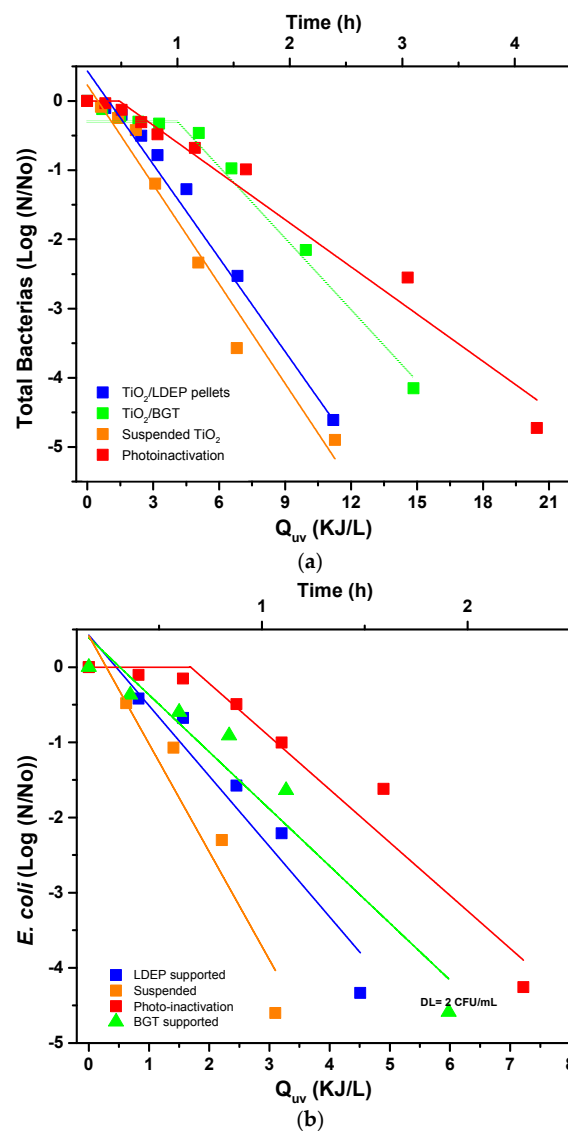 Time (h)
0 1 2 3 4
Total Bacterias (Log (N/No))
0
-1
-2
-3
-4
-5
TiO2/LDEP pellets
TiO2/BGT
Suspended TiO2
Photoinactivation
0 3 6 9 12 15 18 21
Quv (KJ/L)
(a)
Time (h)
1 2
E. coli (Log (N/No))
0
-1
-2
-3
-4
-5
LDEP supported
Suspended
Photo-inactivation
BGT supported
DL= 2 CFU/mL
0 1 2 3 4 5 6 7 8
Quv (KJ/L)
(b)